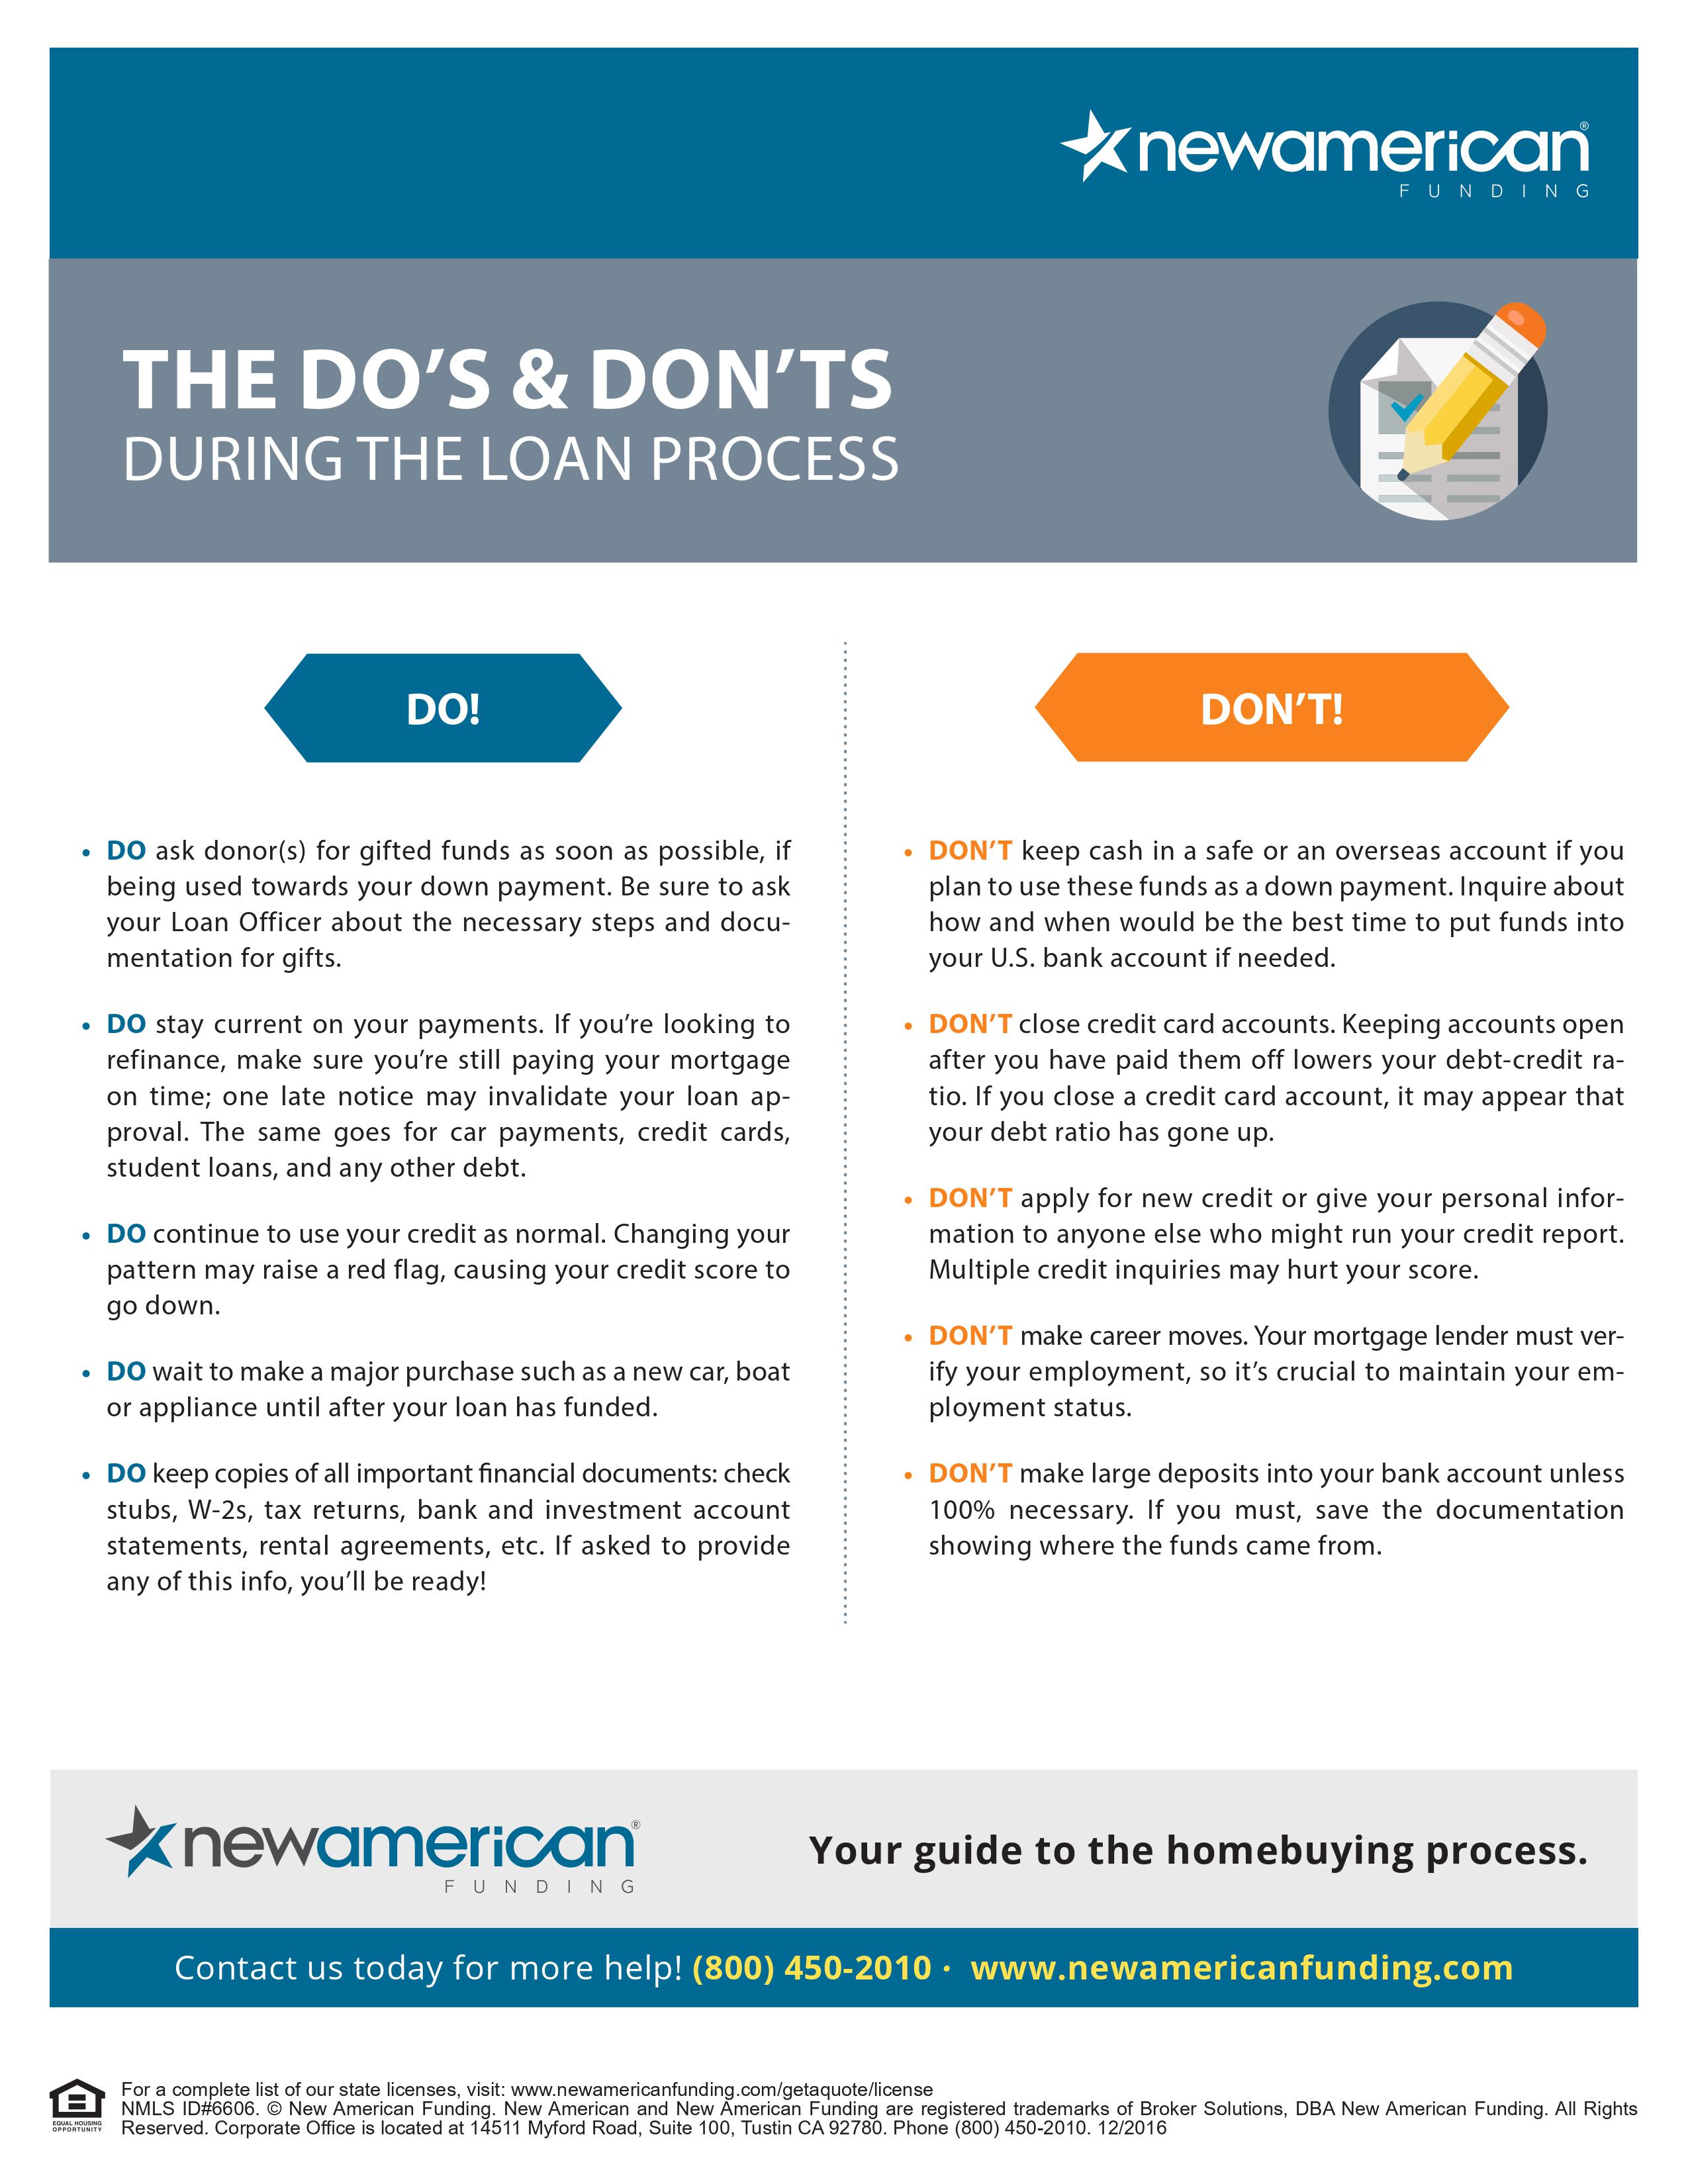 newamerican®
FUNDING
THE DO’S & DON’TS
DURING THE LOAN PROCESS
DO!
• DO ask donor(s) for gifted funds as soon as possible, if
being used towards your down payment. Be sure to ask
your Loan Officer about the necessary steps and docu-
mentation for gifts.
• DO stay current on your payments. If you’re looking to
refinance, make sure you’re still paying your mortgage
on time; one late notice may invalidate your loan ap-
proval. The same goes for car payments, credit cards,
student loans, and any other debt.
• DO continue to use your credit as normal. Changing your
pattern may raise a red flag, causing your credit score to
go down.
• DO wait to make a major purchase such as a new car, boat
or appliance until after your loan has funded.
• DO keep copies of all important financial documents: check
stubs, W-2s, tax returns, bank and investment account
statements, rental agreements, etc. If asked to provide
any of this info, you’ll be ready!
DON’T!
• DON’T keep cash in a safe or an overseas account if you
plan to use these funds as a down payment. Inquire about
how and when would be the best time to put funds into
your U.S. bank account if needed.
• DON’T close credit card accounts. Keeping accounts open
after you have paid them off lowers your debt-credit ra-
tio. If you close a credit card account, it may appear that
your debt ratio has gone up.
• DON’T apply for new credit or give your personal infor-
mation to anyone else who might run your credit report.
Multiple credit inquiries may hurt your score.
• DON’T make career moves. Your mortgage lender must ver-
ify your employment, so it’s crucial to maintain your em-
ployment status.
• DON’T make large deposits into your bank account unless
100% necessary. If you must, save the documentation
showing where the funds came from.
newamerican®
FUNDING
Your guide to the homebuying process.
Contact us today for more help! (800) 450-2010 · www.newamericanfunding.com
EQUAL HOUSING
OPPORTUNITY
For a complete list of our state licenses, visit: www.newamericanfunding.com/getaquote/license
NMLS ID#6606. © New American Funding. New American and New American Funding are registered trademarks of Broker Solutions, DBA New American Funding. All Rights
Reserved. Corporate Office is located at 14511 Myford Road, Suite 100, Tustin CA 92780. Phone (800) 450-2010. 12/2016